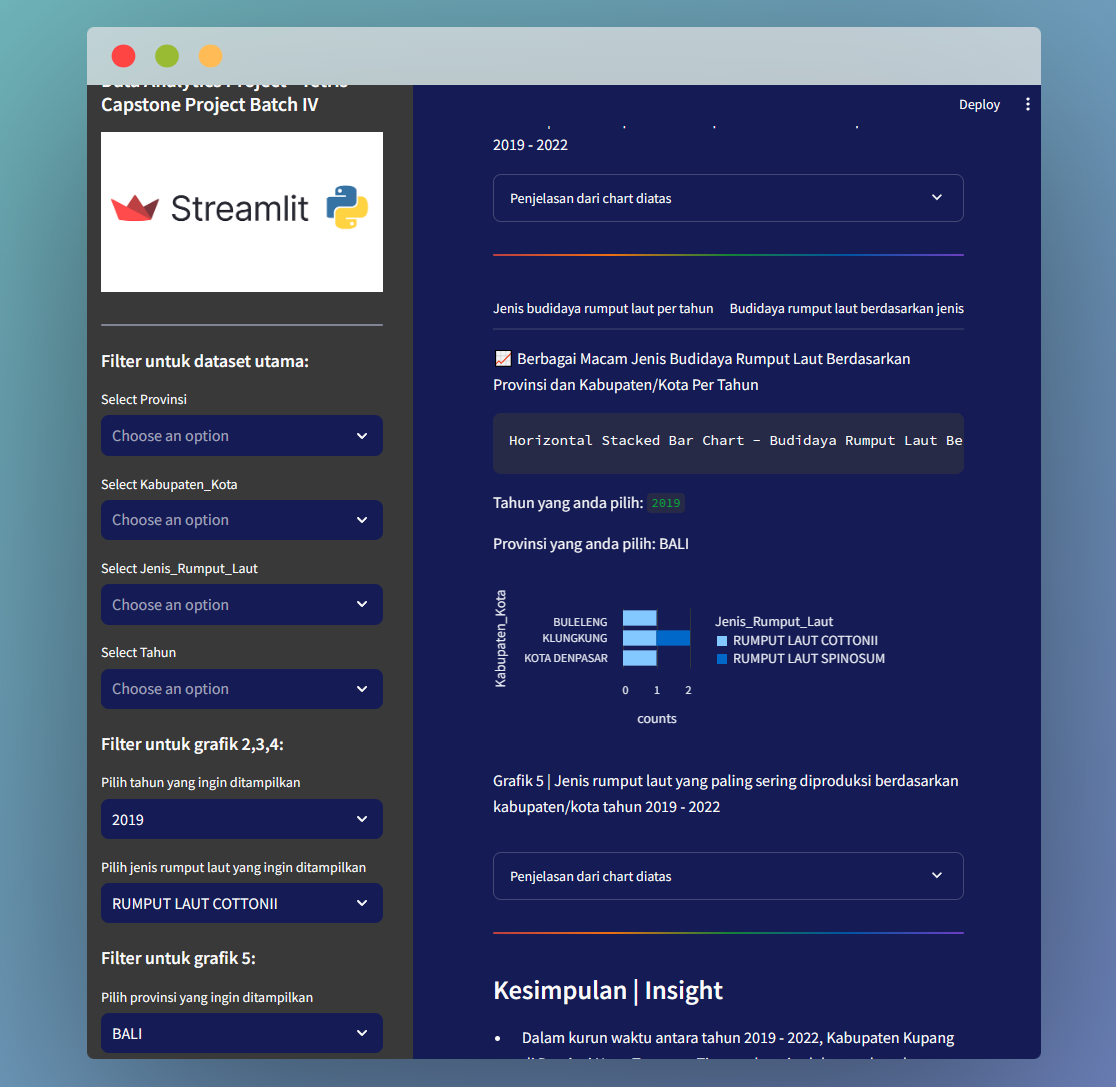 Data Analytics Project - Tetris
Capstone Project Batch IV
Streamlit
Filter untuk dataset utama:
Select Provinsi
Choose an option
Select Kabupaten_Kota
Choose an option
Select Jenis_Rumput_Laut
Choose an option
Select Tahun
Choose an option
Filter untuk grafik 2,3,4:
Pilih tahun yang ingin ditampilkan
2019
Pilih jenis rumput laut yang ingin ditampilkan
RUMPUT LAUT COTTONII
Filter untuk grafik 5:
Pilih provinsi yang ingin ditampilkan
BALI
Deploy
2019 - 2022
Penjelasan dari chart diatas
Jenis budidaya rumput laut per tahun Budidaya rumput laut berdasarkan jenis
Berbagai Macam Jenis Budidaya Rumput Laut Berdasarkan
Provinsi dan Kabupaten/Kota Per Tahun
Horizontal Stacked Bar Chart - Budidaya Rumput Laut Be
Tahun yang anda pilih: 2019
Provinsi yang anda pilih: BALI
Kabupaten_Kota
BULELENG
KLUNGKUNG
KOTA DENPASAR
0 1 2
counts
Jenis_Rumput_Laut
RUMPUT LAUT COTTONII
RUMPUT LAUT SPINOSUM
Grafik 5 | Jenis rumput laut yang paling sering diproduksi berdasarkan
kabupaten/kota tahun 2019 - 2022
Penjelasan dari chart diatas
Kesimpulan | Insight
• Dalam kurun waktu antara tahun 2019 - 2022, Kabupaten Kupang